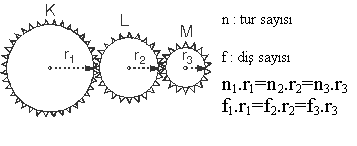 K
L
M
r₁
r₂
r₃
n : tur sayısı
f : diş sayısı
n₁.r₁=n₂.r₂=n₃.r₃
f₁.r₁=f₂.r₂=f₃.r₃